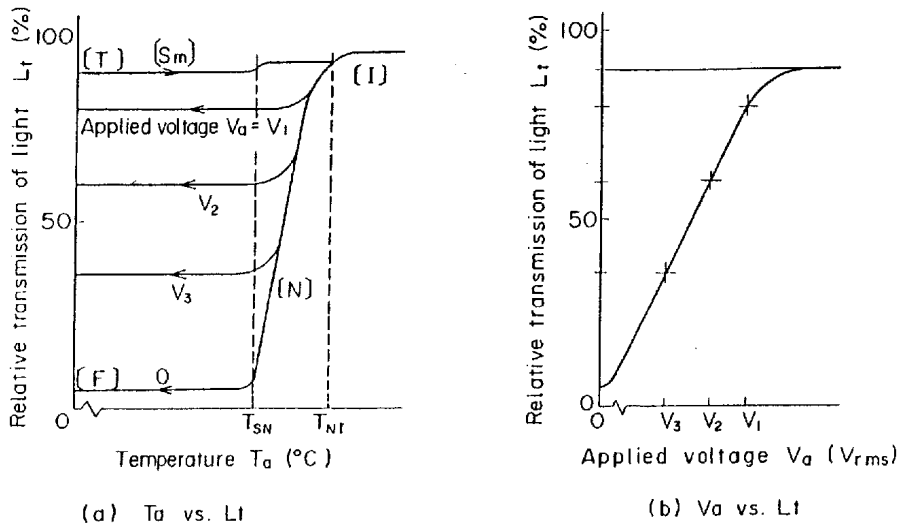 Relative transmission of light Lt (%)
100
50
0
[T] [Sm]
[I]
Applied voltage Va = V1
V2
V3
[N]
[F] 0
TSN TNI
Temperature Ta (°C)
(a) Ta vs. Lt
Relative transmission of light Lt (%)
100
50
0
0
V3 V2 V1
Applied voltage Va (Vrms)
(b) Va vs. Lt